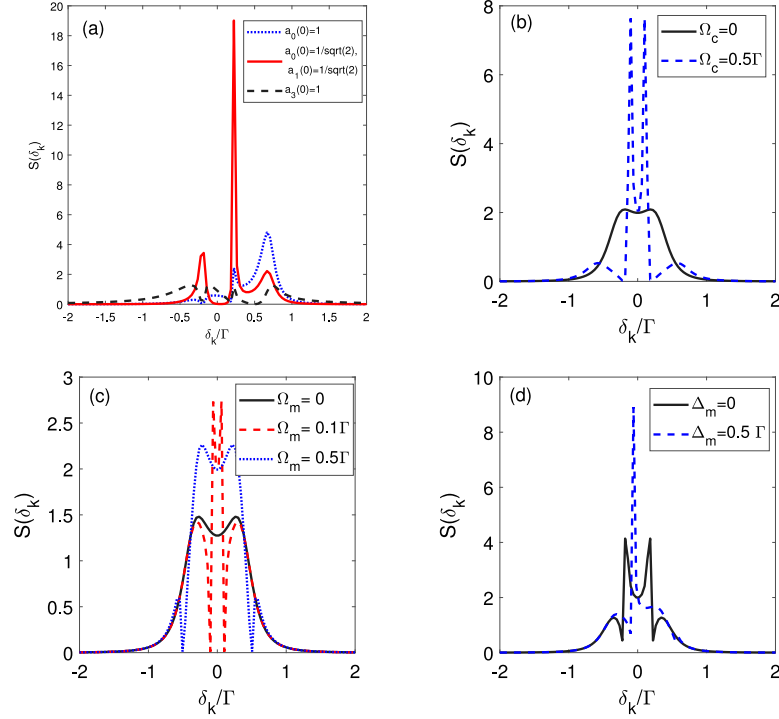 (a)
a0(0)=1
a0(0)=1/sqrt(2),
a1(0)=1/sqrt(2)
a3(0)=1
20
18
16
14
12
10
8
6
4
2
0
S(δk)
-2 -1.5 -1 -0.5 0 0.5 1 1.5 2
δk/Γ
(b)
Ωc=0
Ωc=0.5Γ
8
6
4
2
0
S(δk)
-2 -1 0 1 2
δk/Γ
(c)
Ωm= 0
Ωm= 0.1Γ
Ωm= 0.5Γ
3
2.5
2
1.5
1
0.5
0
S(δk)
-2 -1 0 1 2
δk/Γ
(d)
Δm=0
Δm=0.5 Γ
10
8
6
4
2
0
S(δk)
-2 -1 0 1 2
δk/Γ